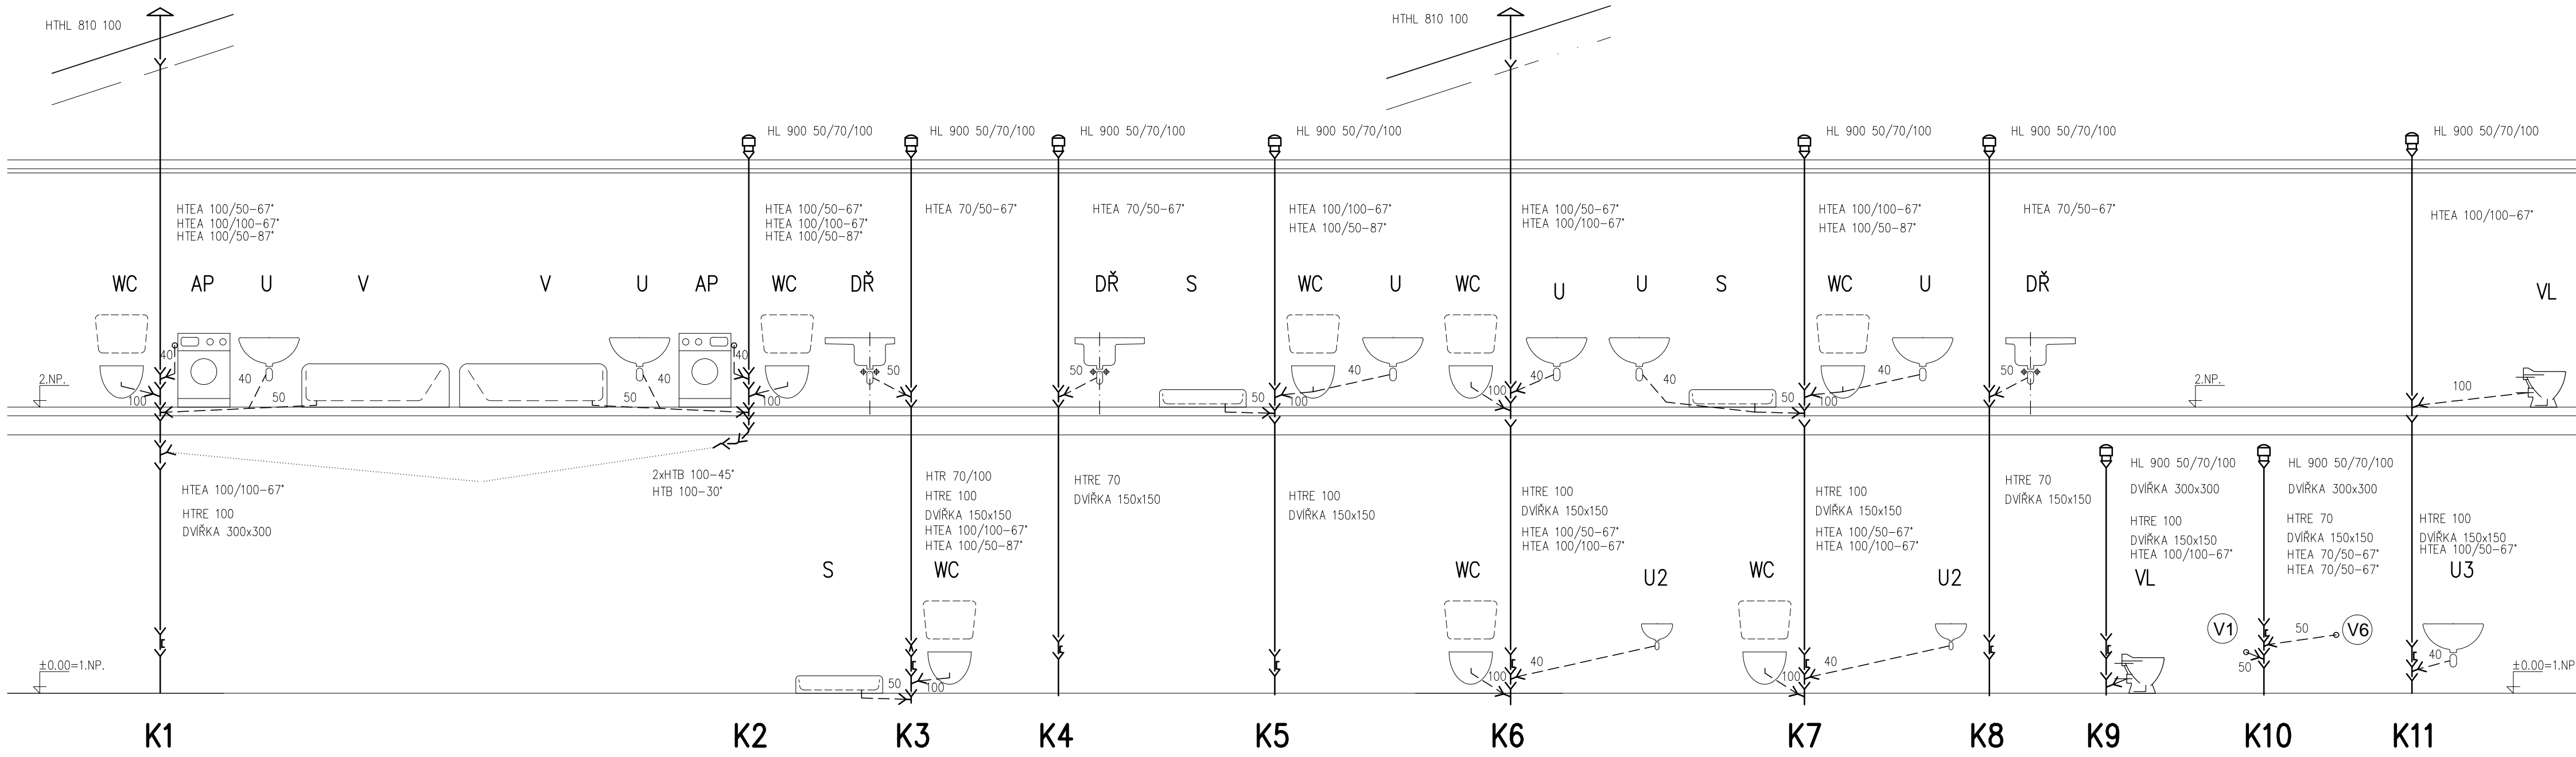 HTHL 810 100
HTHL 810 100
HL 900 50/70/100
HL 900 50/70/100
HL 900 50/70/100
HL 900 50/70/100
HL 900 50/70/100
HL 900 50/70/100
HL 900 50/70/100
HTEA 100/50-67°
HTEA 100/100-67°
HTEA 100/50-87°
HTEA 100/50-67°
HTEA 100/100-67°
HTEA 100/50-87°
HTEA 70/50-67°
HTEA 70/50-67°
HTEA 100/100-67°
HTEA 100/50-87°
HTEA 100/50-67°
HTEA 100/100-67°
HTEA 100/100-67°
HTEA 100/50-87°
HTEA 70/50-67°
HTEA 100/100-67°
WC AP U V V U AP WC DŘ DŘ S WC U WC U U S WC U DŘ VL
40
40
40
40
50
50
100
100
50
50
50
100
40
100
40
40
50
100
40
50
100
2.NP.
2.NP.
HTEA 100/100-67°
HTRE 100
DVÍŘKA 300x300
2xHTB 100-45°
HTB 100-30°
HTR 70/100
HTRE 100
DVÍŘKA 150x150
HTEA 100/100-67°
HTEA 100/50-87°
HTRE 70
DVÍŘKA 150x150
HTRE 100
DVÍŘKA 150x150
HTRE 100
DVÍŘKA 150x150
HTEA 100/50-67°
HTEA 100/100-67°
HTRE 100
DVÍŘKA 150x150
HTEA 100/50-67°
HTEA 100/100-67°
HTRE 70
DVÍŘKA 150x150
HL 900 50/70/100
DVÍŘKA 300x300
HTRE 100
DVÍŘKA 150x150
HTEA 100/100-67°
HL 900 50/70/100
DVÍŘKA 300x300
HTRE 70
DVÍŘKA 150x150
HTEA 70/50-67°
HTEA 70/50-67°
HTRE 100
DVÍŘKA 150x150
HTEA 100/50-67°
S WC WC U2 WC U2 VL U3
V1
V6
50
50
50
100
100
40
100
40
40
±0.00=1.NP.
±0.00=1.NP
K1 K2 K3 K4 K5 K6 K7 K8 K9 K10 K11